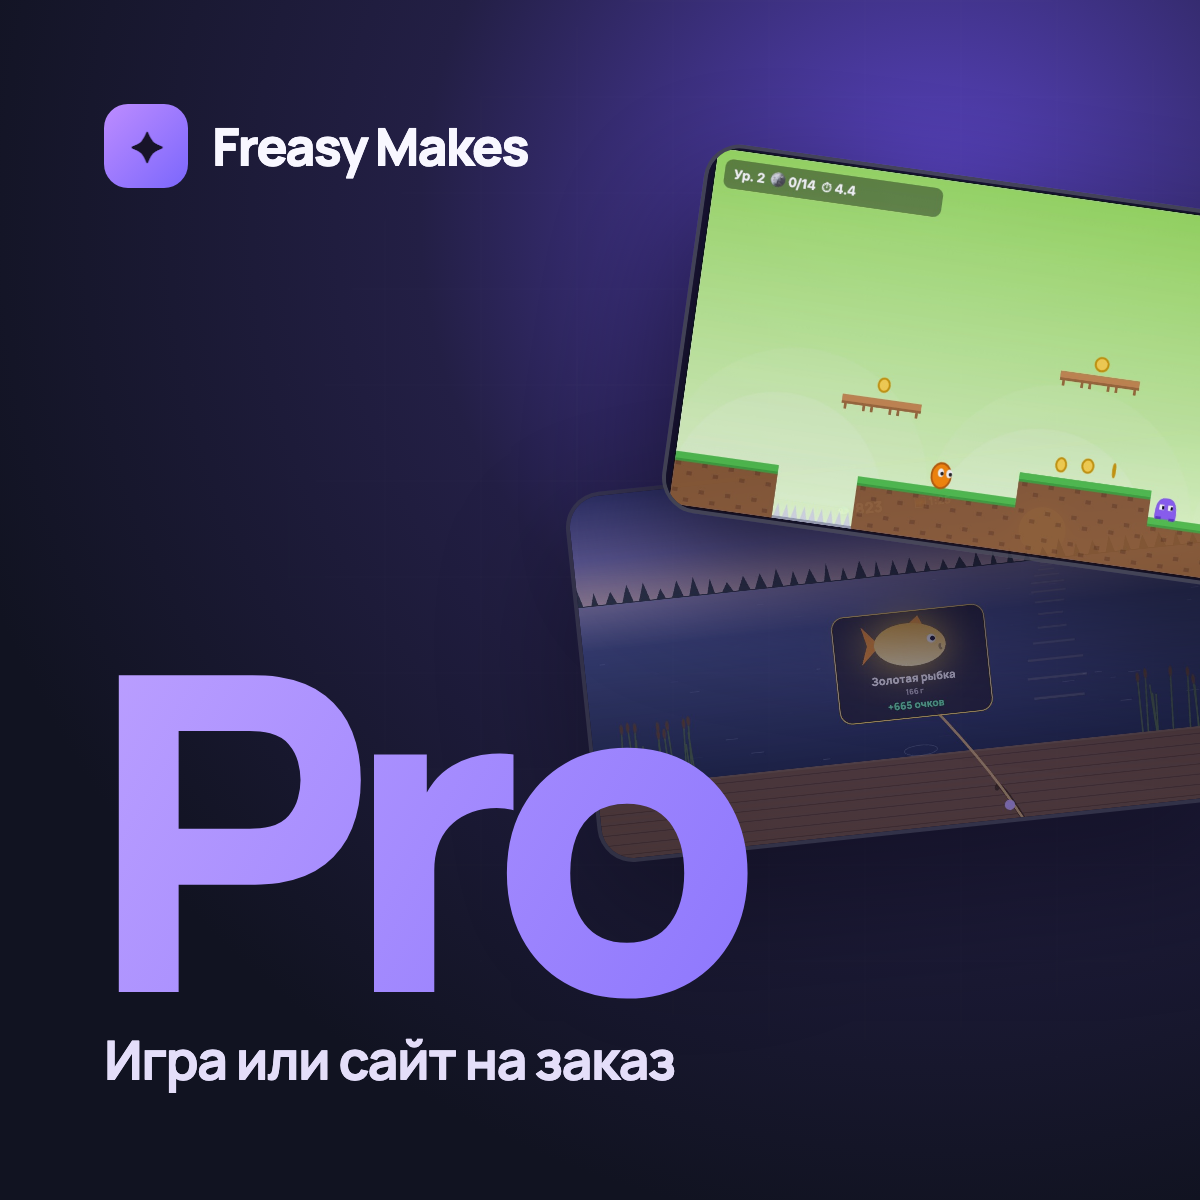 Freasy Makes
Ур. 2 0/14 4.4
Золотая рыбка
166 г
+665 очков
Pro
Игра или сайт на заказ